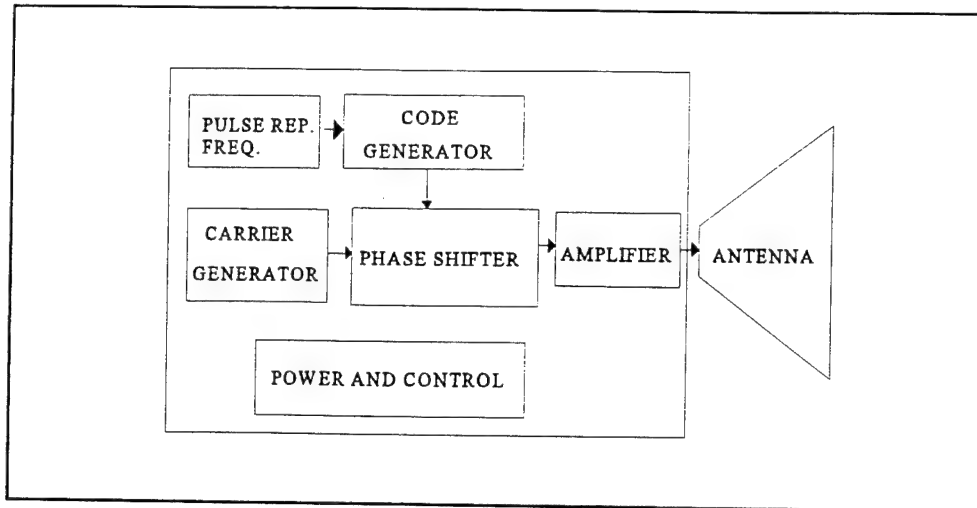 PULSE REP.
FREQ.
CODE
GENERATOR
CARRIER
GENERATOR
PHASE SHIFTER
AMPLIFIER
ANTENNA
POWER AND CONTROL